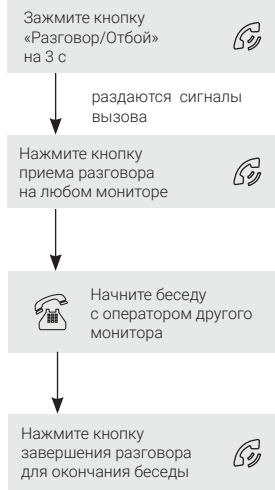 Зажмите кнопку
«Разговор/Отбой»
на 3 с
раздаются сигналы
вызова
Нажмите кнопку
приема разговора
на любом мониторе
Начните беседу
с оператором другого
монитора
Нажмите кнопку
завершения разговора
для окончания беседы